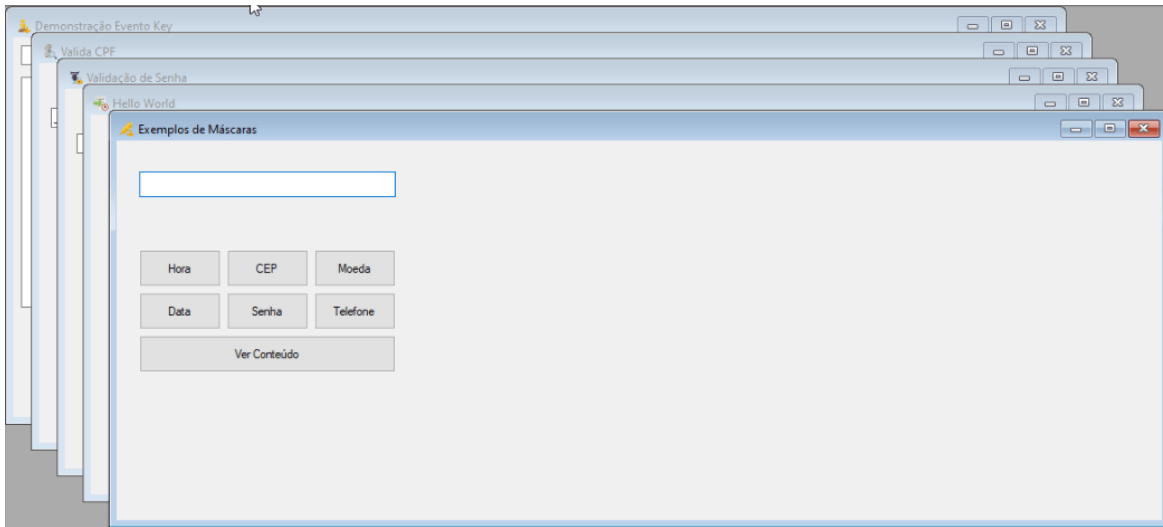 Demonstração Evento Key
Valida CPF
Validação de Senha
Hello World
Exemplos de Máscaras
Hora CEP Moeda
Data Senha Telefone
Ver Conteúdo